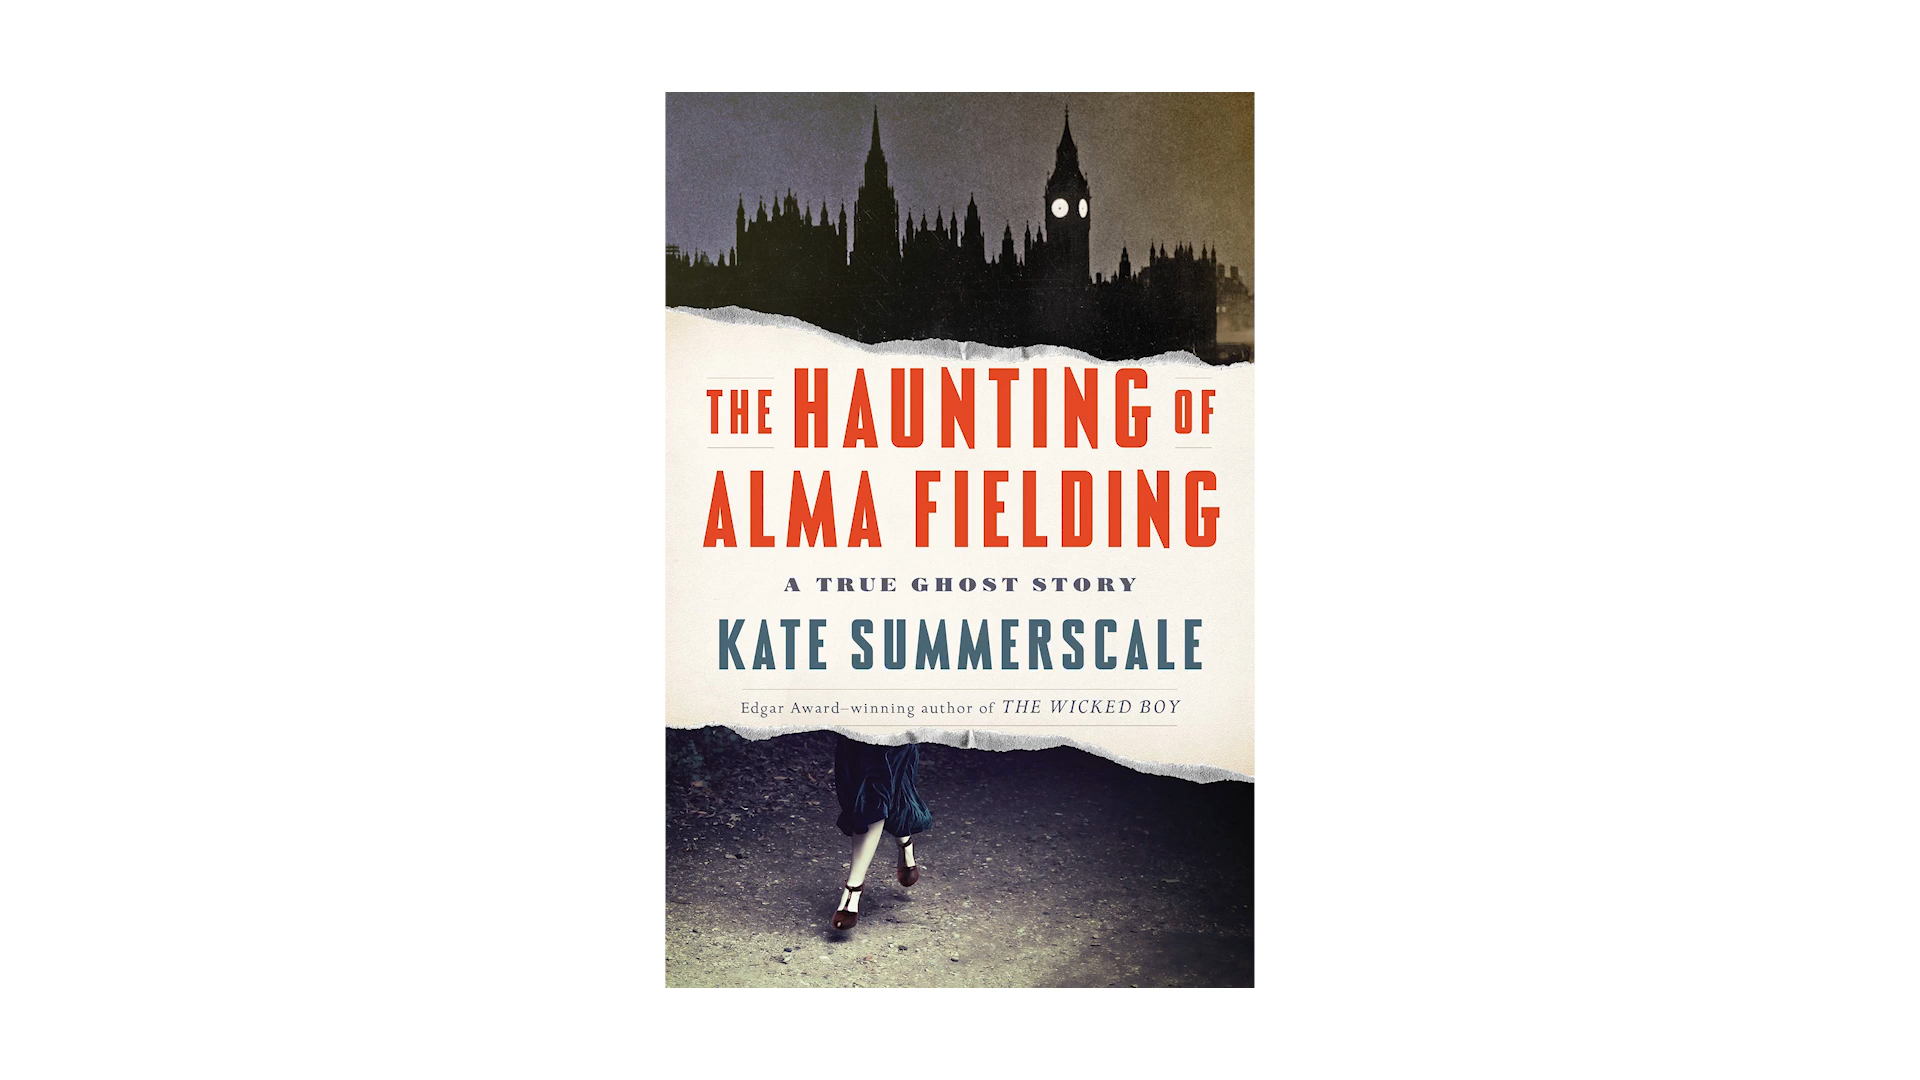 THE HAUNTING OF
ALMA FIELDING
A TRUE GHOST STORY
KATE SUMMERSCALE
Edgar Award–winning author of THE WICKED BOY